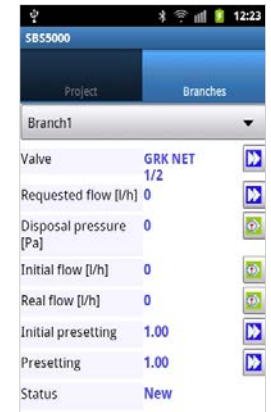 12:23
SBS5000
Project Branches
Branch1
Valve GRK NET
1/2
Requested flow [l/h] 0
Disposal pressure 0
[Pa]
Initial flow [l/h] 0
Real flow [l/h] 0
Initial presetting 1.00
Presetting 1.00
Status New